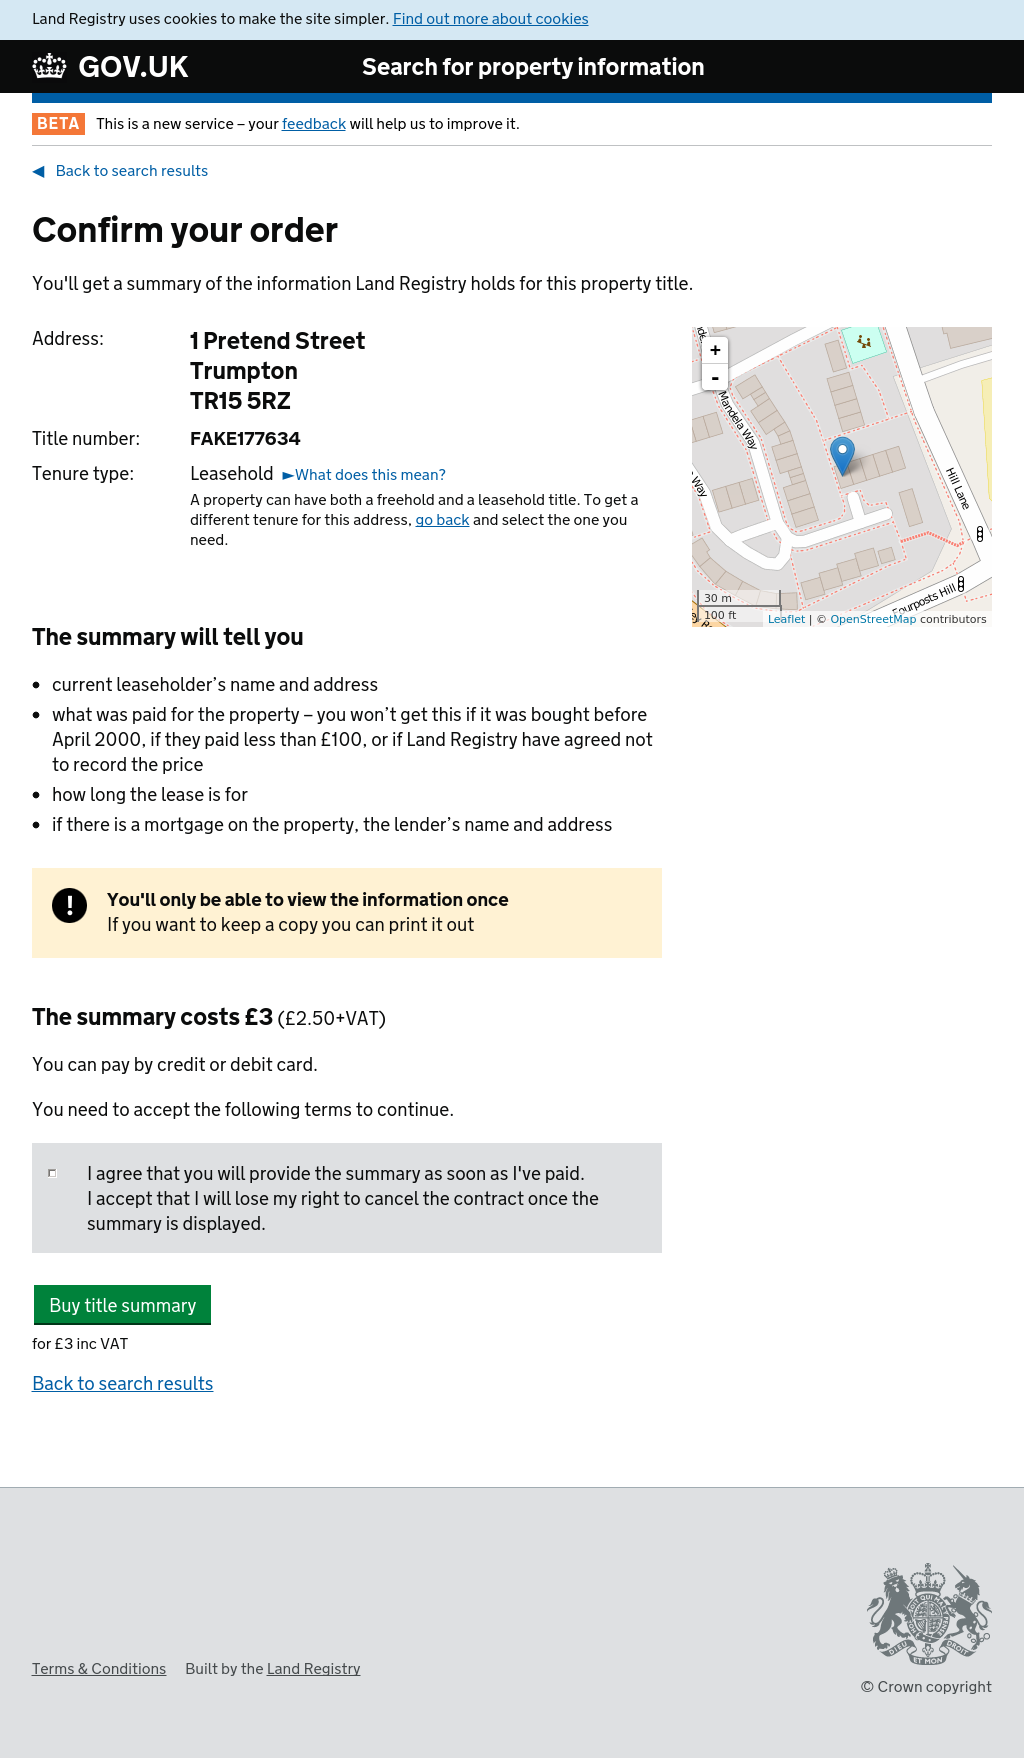 Land Registry uses cookies to make the site simpler. Find out more about cookies
GOV.UK
Search for property information
BETA This is a new service – your feedback will help us to improve it.
Back to search results
Confirm your order
You'll get a summary of the information Land Registry holds for this property title.
Address:
1 Pretend Street
Trumpton
TR15 5RZ
Title number:
FAKE177634
Tenure type:
Leasehold ►What does this mean?
A property can have both a freehold and a leasehold title. To get a
different tenure for this address, go back and select the one you
need.
+
-
Mandela Way
Way
Hill Lane
Fourposts Hill
30 m
100 ft
Leaflet | © OpenStreetMap contributors
The summary will tell you
• current leaseholder’s name and address
• what was paid for the property – you won’t get this if it was bought before
April 2000, if they paid less than £100, or if Land Registry have agreed not
to record the price
• how long the lease is for
• if there is a mortgage on the property, the lender’s name and address
!
You'll only be able to view the information once
If you want to keep a copy you can print it out
The summary costs £3 (£2.50+VAT)
You can pay by credit or debit card.
You need to accept the following terms to continue.
I agree that you will provide the summary as soon as I've paid.
I accept that I will lose my right to cancel the contract once the
summary is displayed.
Buy title summary
for £3 inc VAT
Back to search results
Terms & Conditions Built by the Land Registry
DIEU ET MON DROIT
© Crown copyright